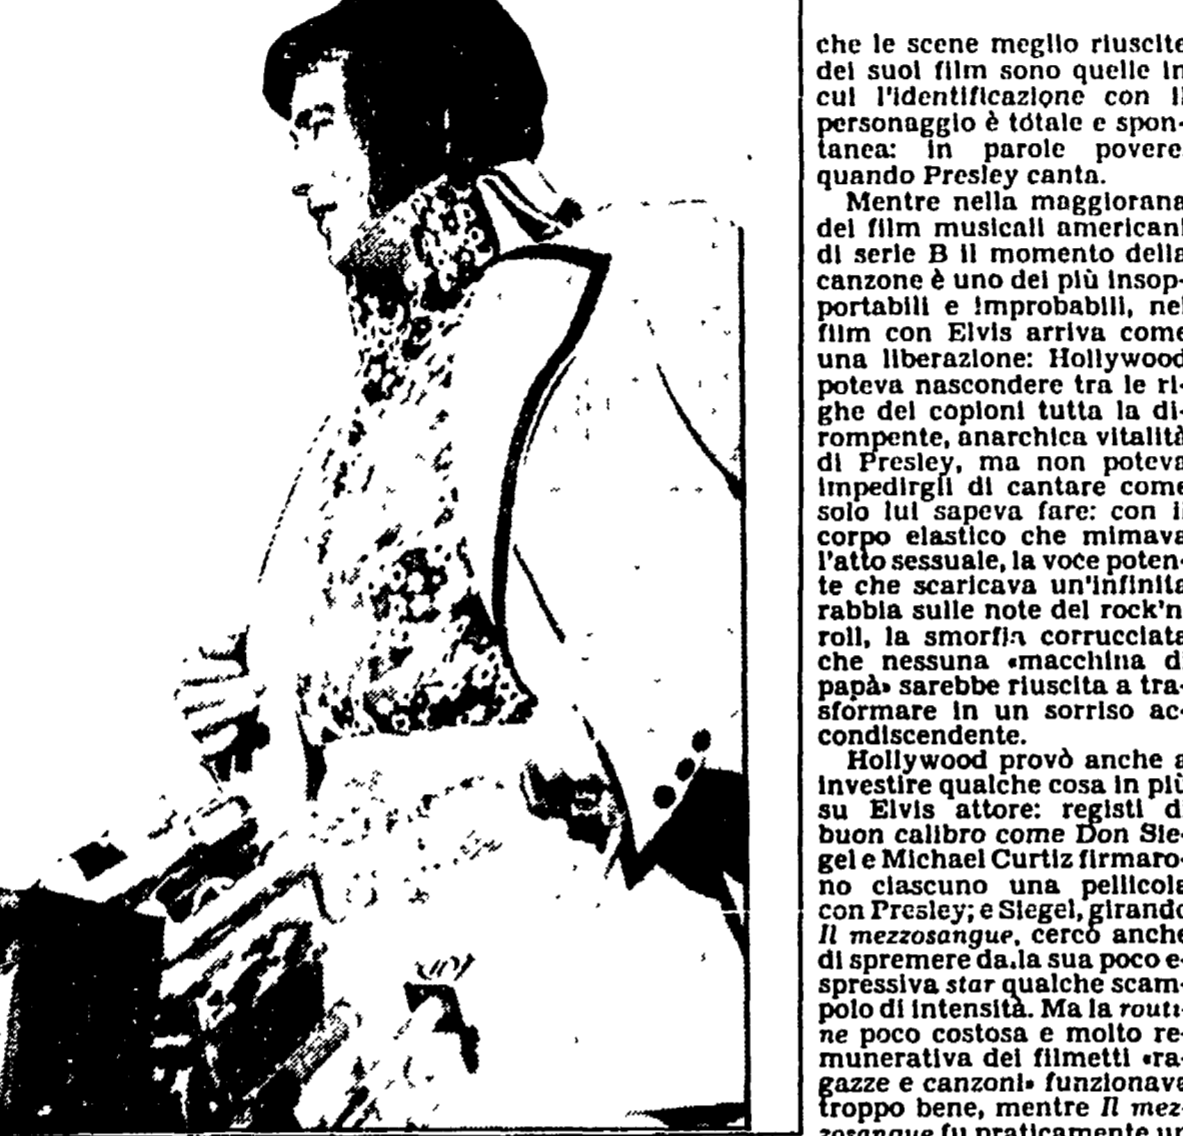 che le scene meglio riuscite
dei suoi film sono quelle in
cui l'identificazione con il
personaggio è totale e spon-
tanea: in parole povere,
quando Presley canta.
Mentre nella maggioranza
dei film musicali americani
di serie B il momento della
canzone è uno dei più insop-
portabili e improbabili, nei
film con Elvis arriva come
una liberazione: Hollywood
poteva nascondere tra le ri-
ghe dei copioni tutta la di-
rompente, anarchica vitalità
di Presley, ma non poteva
impedirgli di cantare come
solo lui sapeva fare: con il
corpo elastico che mimava
l'atto sessuale, la voce poten-
te che scaricava un'infinita
rabbia sulle note del rock'n
roll, la smorfia corrucciata
che nessuna «macchina di
papà» sarebbe riuscita a tra-
sformare in un sorriso ac-
condiscendente.
Hollywood provò anche a
investire qualche cosa in più
su Elvis attore: registi di
buon calibro come Don Sie-
gel e Michael Curtiz firmaro-
no ciascuno una pellicola
con Presley; e Siegel, girando
Il mezzosangue, cercò anche
di spremere dalla sua poco e-
spressiva star qualche scam-
polo di intensità. Ma la routi-
ne poco costosa e molto re-
munerativa dei filmetti «ra-
gazze e canzoni» funzionava
troppo bene, mentre Il mez-
zosangue fu praticamente un